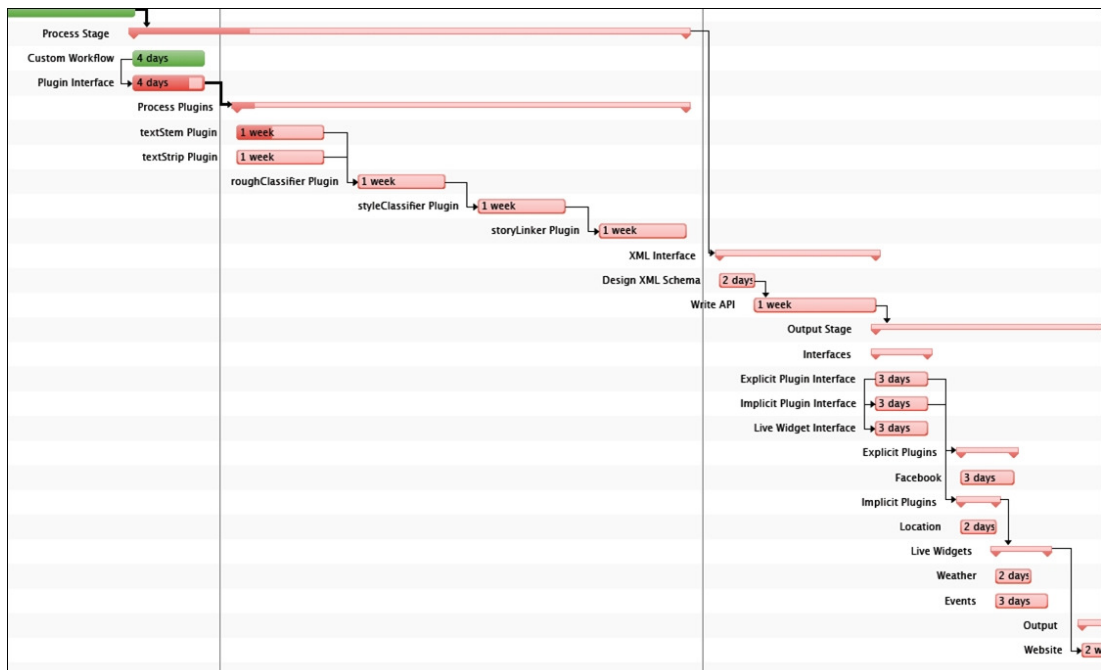 Process Stage
Custom Workflow 4 days
Plugin Interface 4 days
Process Plugins
textStem Plugin 1 week
textStrip Plugin 1 week
roughClassifier Plugin 1 week
styleClassifier Plugin 1 week
storyLinker Plugin 1 week
XML Interface
Design XML Schema 2 days
Write API 1 week
Output Stage
Interfaces
Explicit Plugin Interface 3 days
Implicit Plugin Interface 3 days
Live Widget Interface 3 days
Explicit Plugins
Facebook 3 days
Implicit Plugins
Location 2 days
Live Widgets
Weather 2 days
Events 3 days
Output
Website 2 w